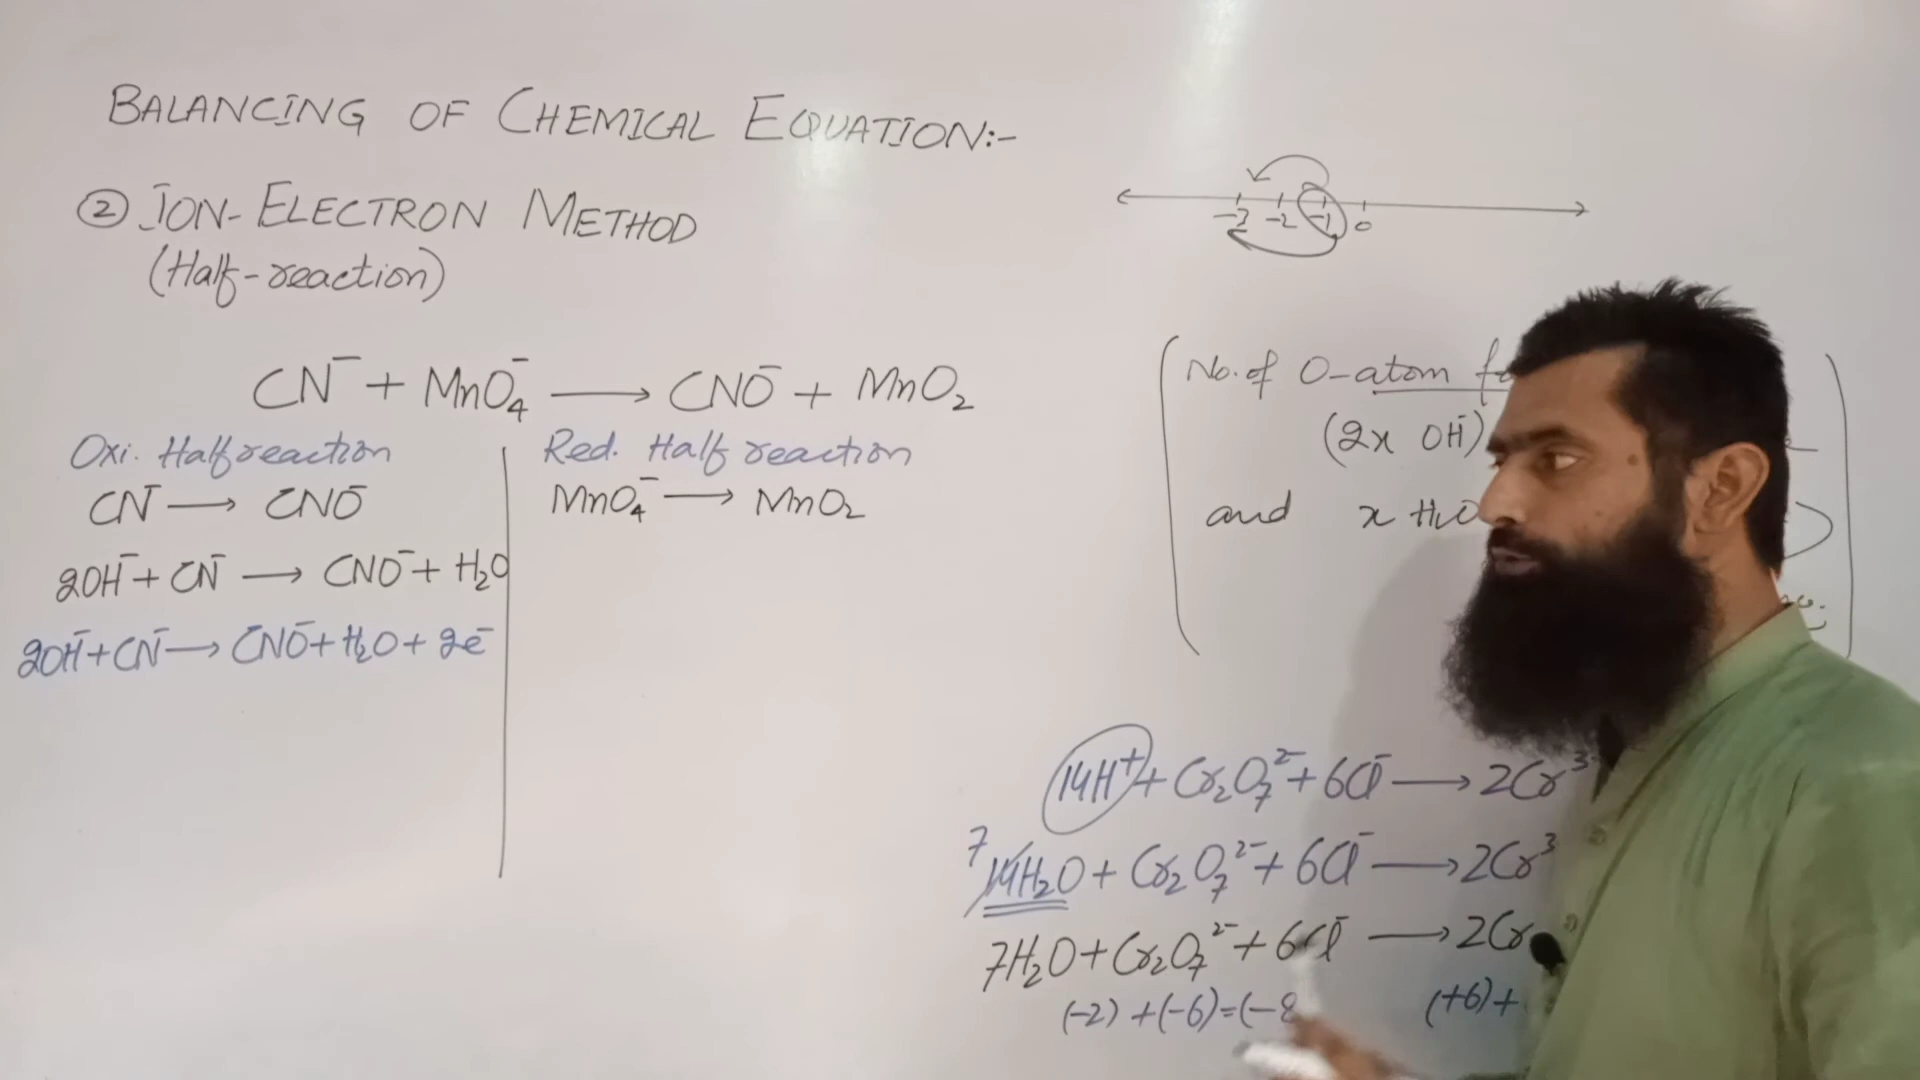 BALANCING OF CHEMICAL EQUATION:-
② ION-ELECTRON METHOD
(Half-reaction)
CN⁻ + MnO₄⁻ ⟶ CNO⁻ + MnO₂
Oxi. Half reaction
CN⁻ ⟶ CNO⁻
2OH⁻ + CN⁻ ⟶ CNO⁻ + H₂O
2OH⁻ + CN⁻ ⟶ CNO⁻ + H₂O + 2e⁻
Red. Half reaction
MnO₄⁻ ⟶ MnO₂
-3 -2 -1 0
No. of O-atom
(2x OH⁻)
and x H₂O
14H⁺ + Cr₂O₇²⁻ + 6Cl⁻ ⟶ 2Cr³
7 14H₂O + Cr₂O₇²⁻ + 6Cl⁻ ⟶ 2Cr³
7H₂O + Cr₂O₇²⁻ + 6Cl⁻ ⟶ 2Cr
(-2) + (-6) = (-8 (+6) +